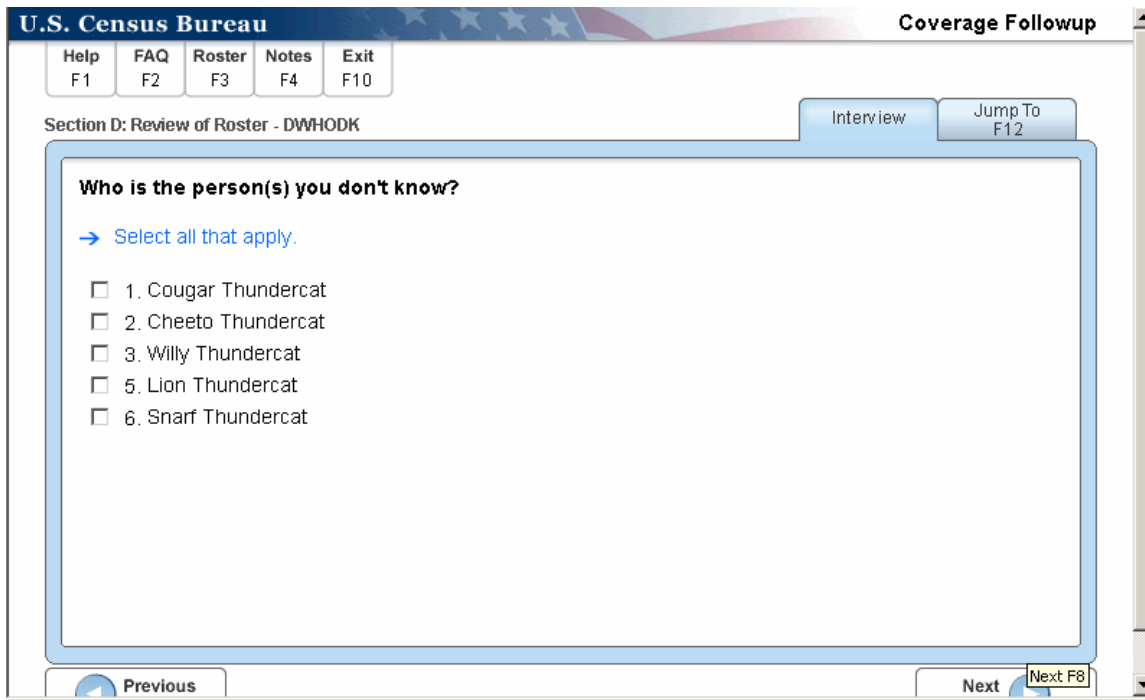 U.S. Census Bureau
Coverage Followup
Help FAQ Roster Notes Exit
F1 F2 F3 F4 F10
Section D: Review of Roster - DWHODK
Interview
Jump To
F12
Who is the person(s) you don't know?
Select all that apply.
1. Cougar Thundercat
2. Cheeto Thundercat
3. Willy Thundercat
5. Lion Thundercat
6. Snarf Thundercat
Previous
Next
Next F8